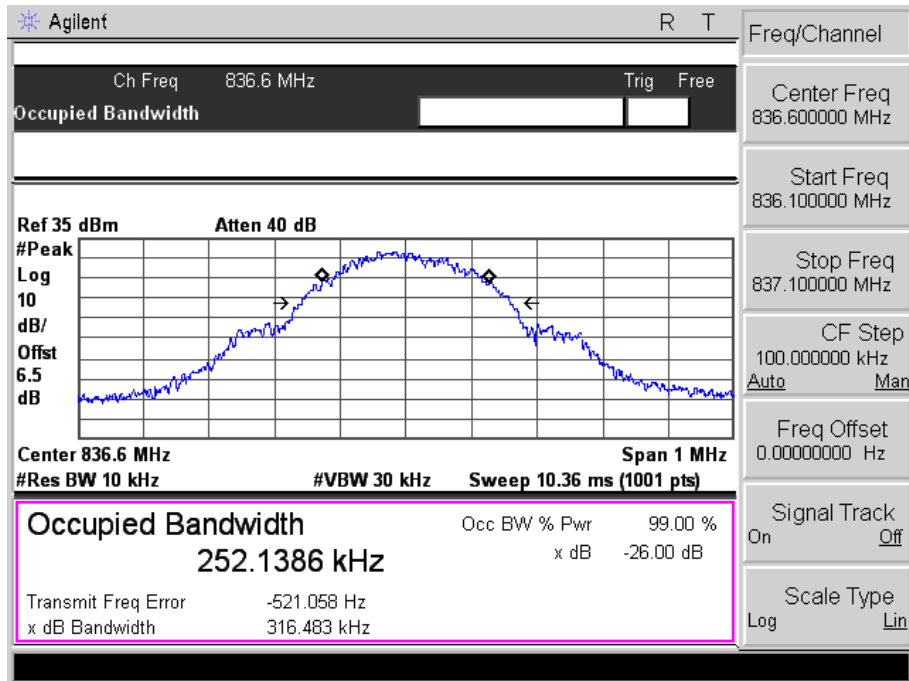 Agilent R T
Ch Freq 836.6 MHz Trig Free
Occupied Bandwidth
Ref 35 dBm Atten 40 dB
#Peak
Log
10
dB/
Offst
6.5
dB
Center 836.6 MHz Span 1 MHz
#Res BW 10 kHz #VBW 30 kHz Sweep 10.36 ms (1001 pts)
Occupied Bandwidth Occ BW % Pwr 99.00 %
252.1386 kHz x dB -26.00 dB
Transmit Freq Error -521.058 Hz
x dB Bandwidth 316.483 kHz
Freq/Channel
Center Freq
836.600000 MHz
Start Freq
836.100000 MHz
Stop Freq
837.100000 MHz
CF Step
100.000000 kHz
Auto Man
Freq Offset
0.00000000 Hz
Signal Track
On Off
Scale Type
Log Lin